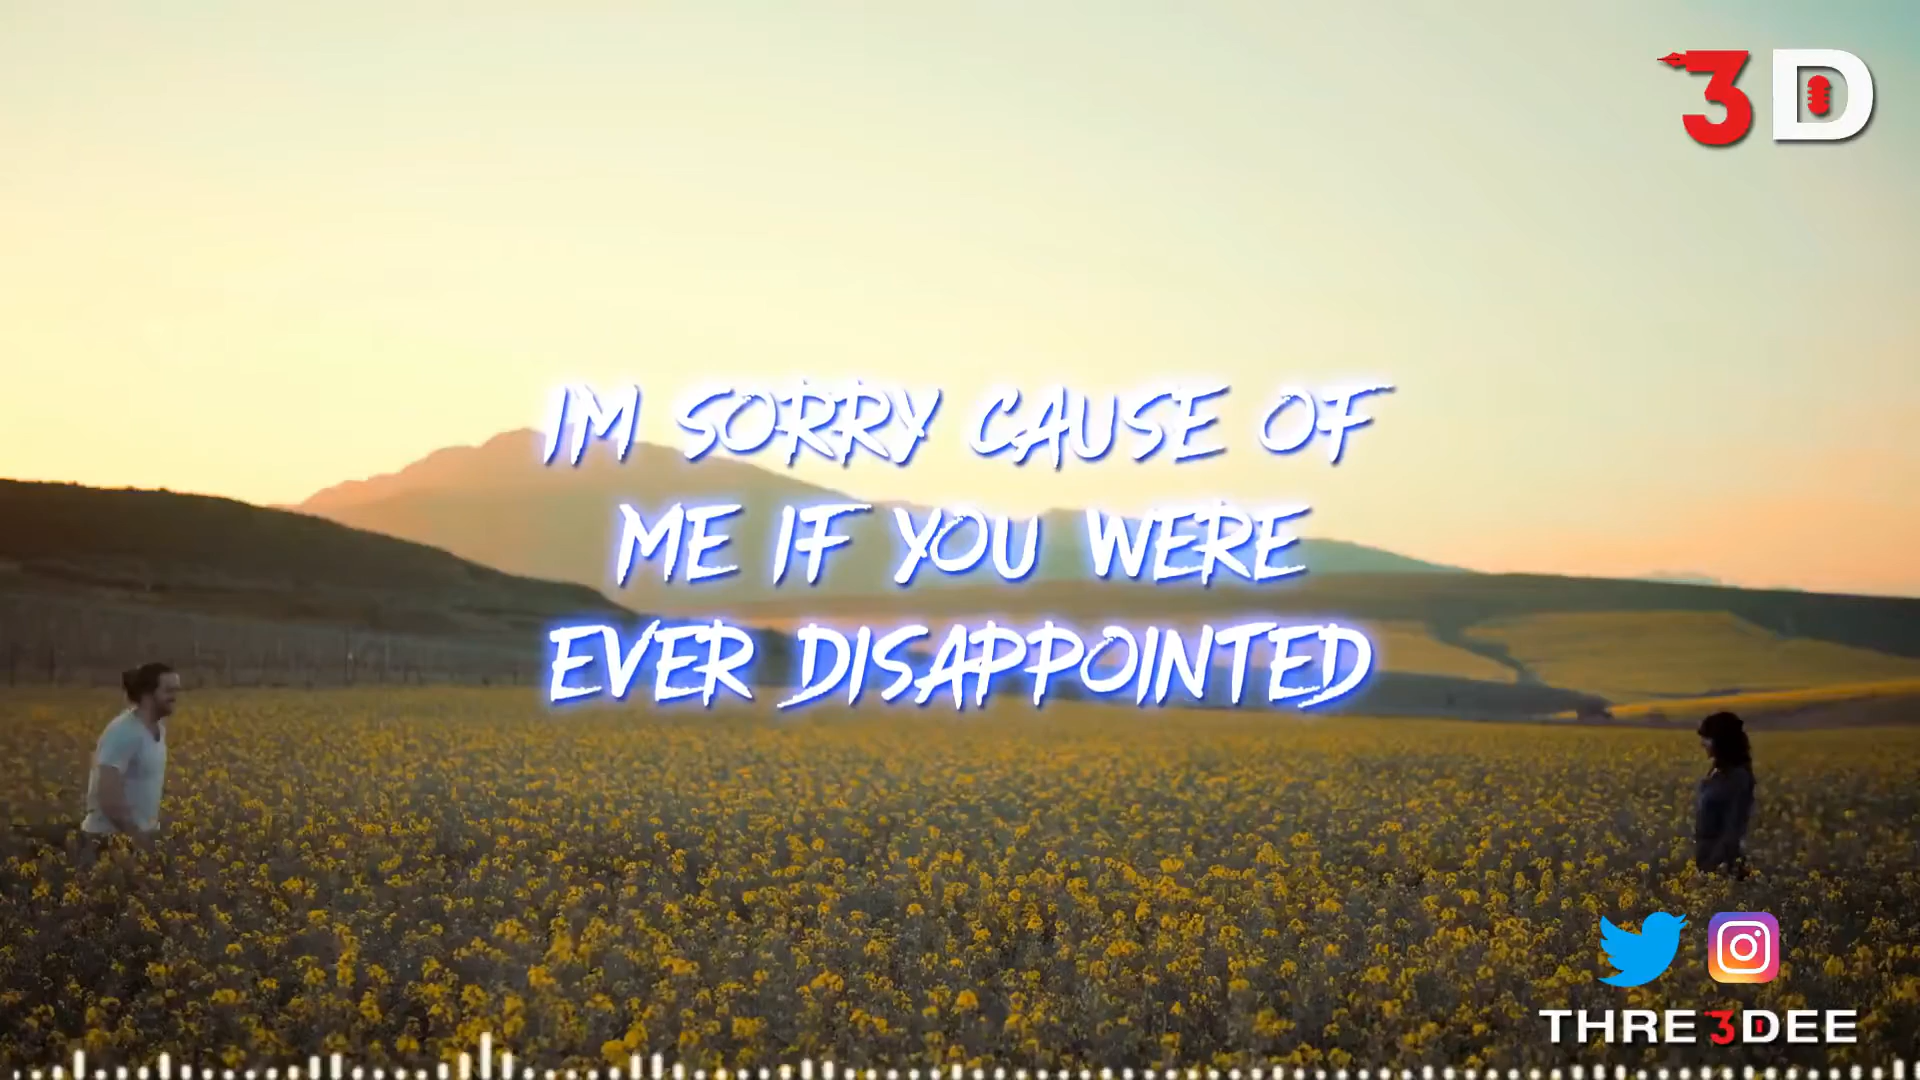 3D
IM SORRY CAUSE OF
ME IF YOU WERE
EVER DISAPPOINTED
THRE3DEE